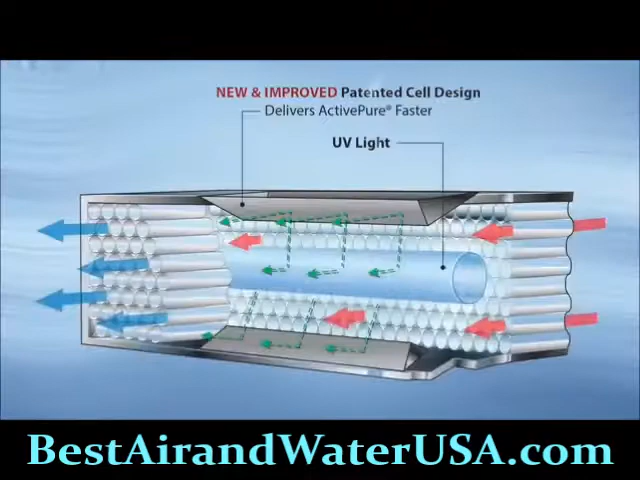 NEW & IMPROVED Patented Cell Design
Delivers ActivePure® Faster
UV Light
BestAirandWaterUSA.com